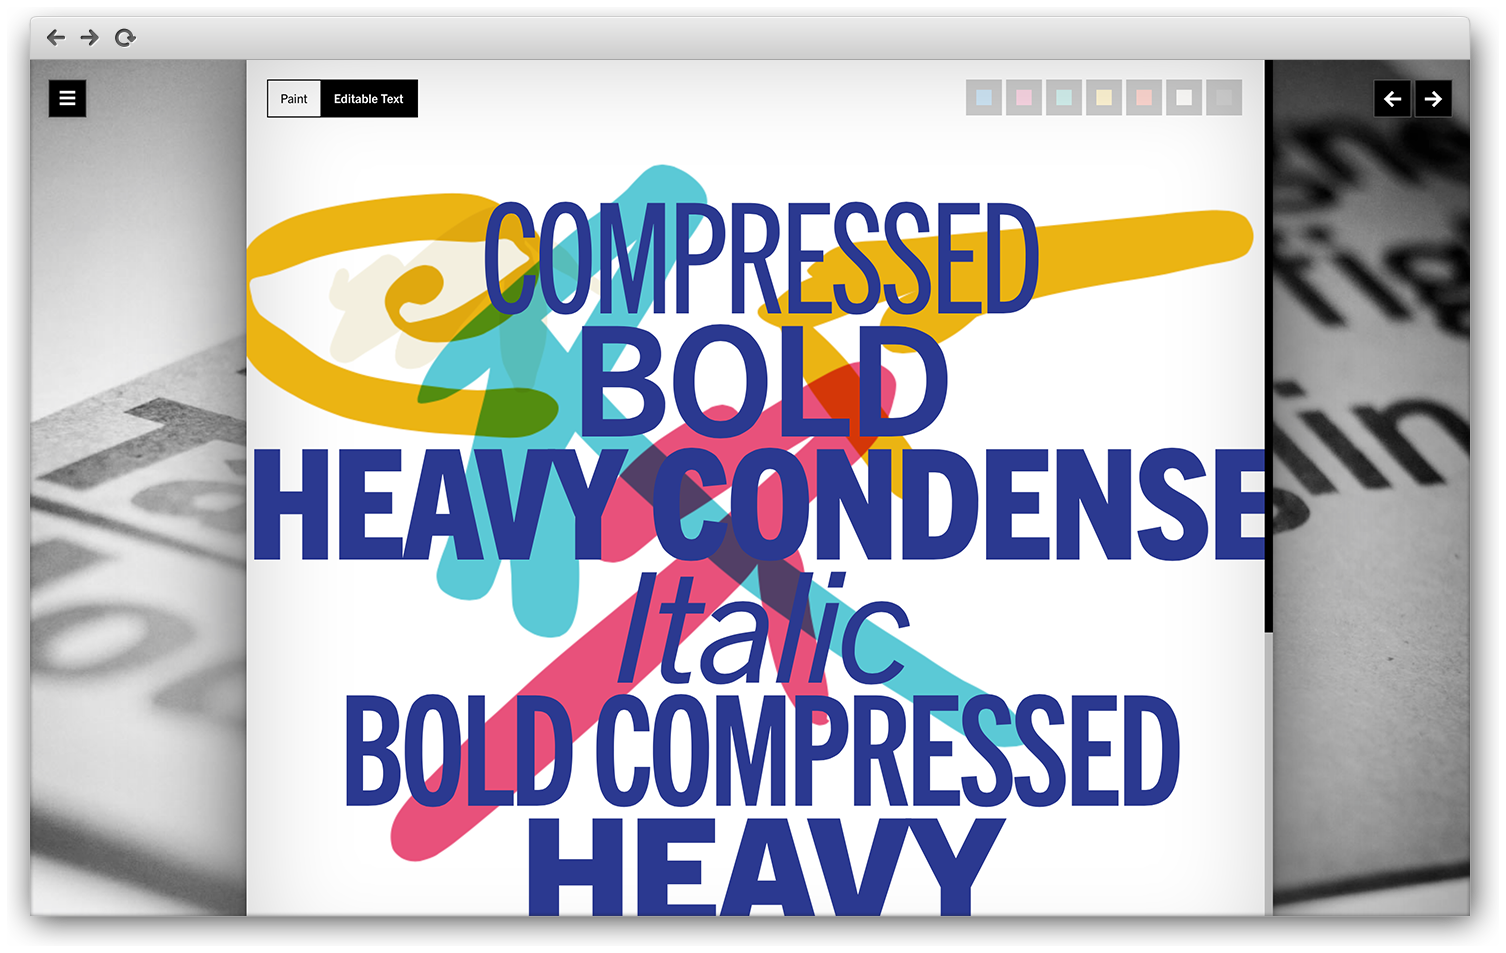 Paint Editable Text
COMPRESSED
BOLD
HEAVY CONDENSE
Italic
BOLD COMPRESSED
HEAVY